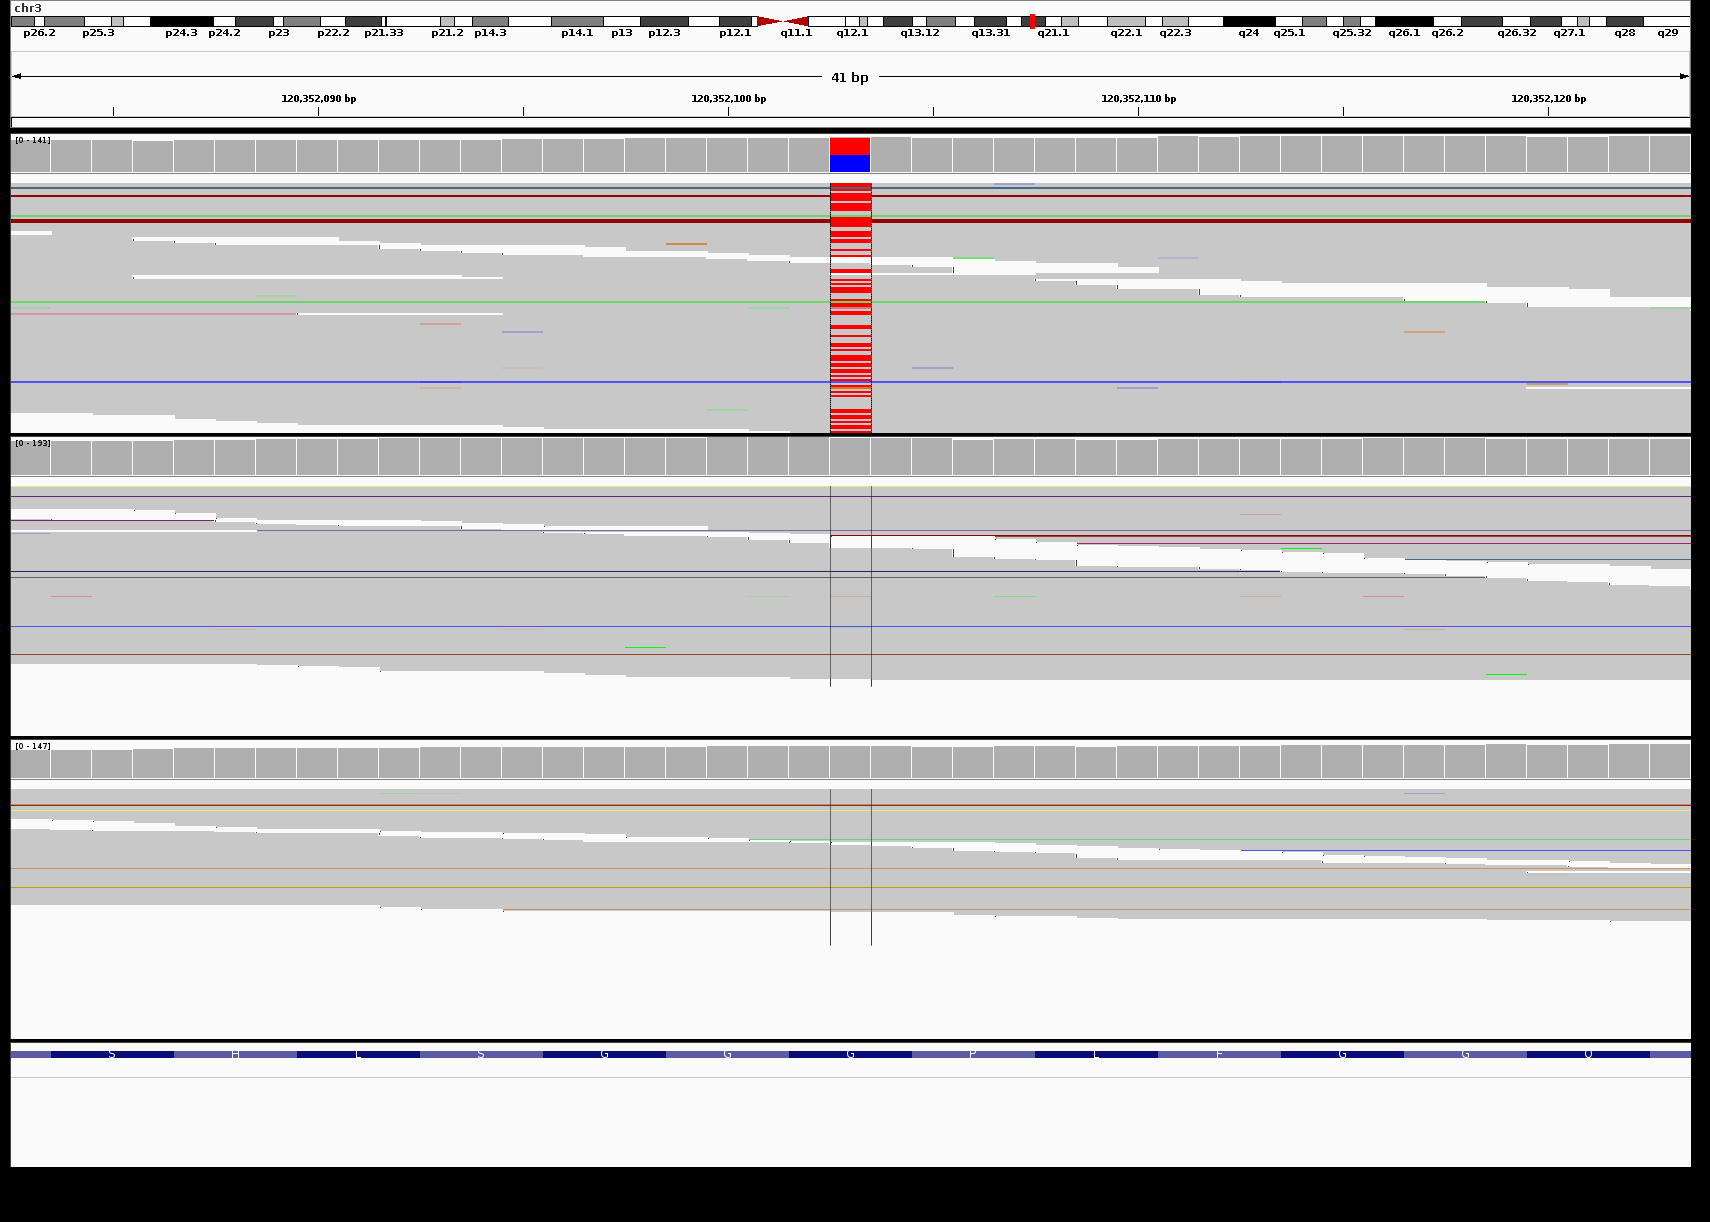 chr3
p26.2 p25.3 p24.3 p24.2 p23 p22.2 p21.33 p21.2 p14.3 p14.1 p13 p12.3 p12.1 q11.1 q12.1 q13.12 q13.31 q21.1 q22.1 q22.3 q24 q25.1 q25.32 q26.1 q26.2 q26.32 q27.1 q28 q29
41 bp
120,352,090 bp 120,352,100 bp 120,352,110 bp 120,352,120 bp
[0 - 141]
[0 - 193]
[0 - 147]
S H L S G G G P L F G G